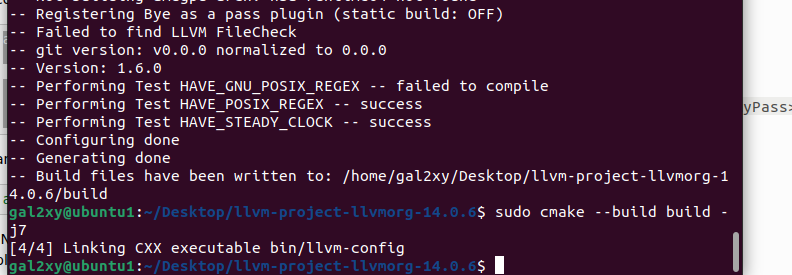 -- Registering Bye as a pass plugin (static build: OFF)
-- Failed to find LLVM FileCheck
-- git version: v0.0.0 normalized to 0.0.0
-- Version: 1.6.0
-- Performing Test HAVE_GNU_POSIX_REGEX -- failed to compile
-- Performing Test HAVE_POSIX_REGEX -- success
-- Performing Test HAVE_STEADY_CLOCK -- success
-- Configuring done
-- Generating done
-- Build files have been written to: /home/gal2xy/Desktop/llvm-project-llvmorg-1
4.0.6/build
gal2xy@ubuntu1:~/Desktop/llvm-project-llvmorg-14.0.6$ sudo cmake --build build -
j7
[4/4] Linking CXX executable bin/llvm-config
gal2xy@ubuntu1:~/Desktop/llvm-project-llvmorg-14.0.6$
yPass>